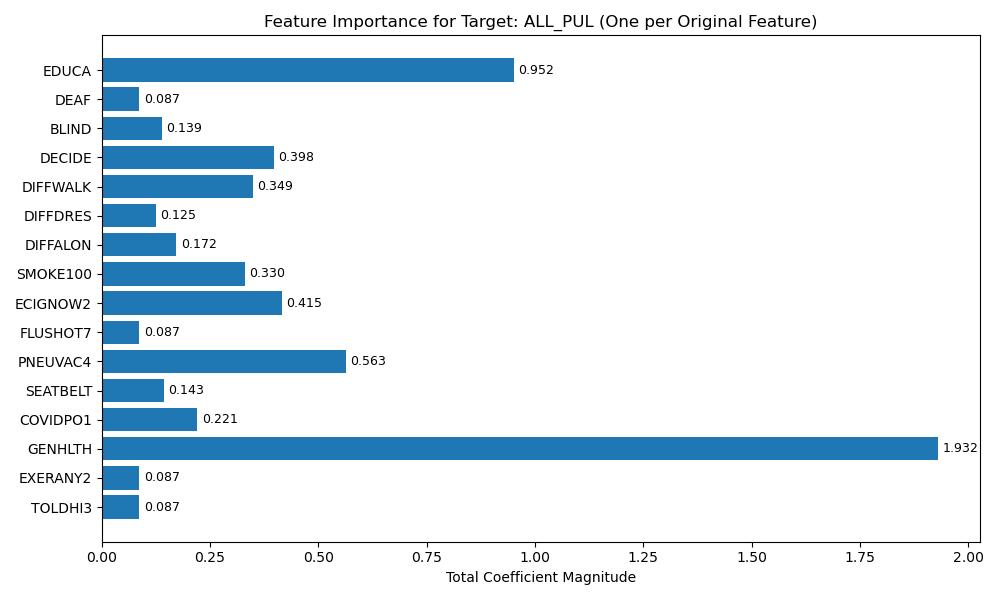 Feature Importance for Target: ALL_PUL (One per Original Feature)
EDUCA 0.952
DEAF 0.087
BLIND 0.139
DECIDE 0.398
DIFFWALK 0.349
DIFFDRES 0.125
DIFFALON 0.172
SMOKE100 0.330
ECIGNOW2 0.415
FLUSHOT7 0.087
PNEUVAC4 0.563
SEATBELT 0.143
COVIDPO1 0.221
GENHLTH 1.932
EXERANY2 0.087
TOLDHI3 0.087
0.00 0.25 0.50 0.75 1.00 1.25 1.50 1.75 2.00
Total Coefficient Magnitude